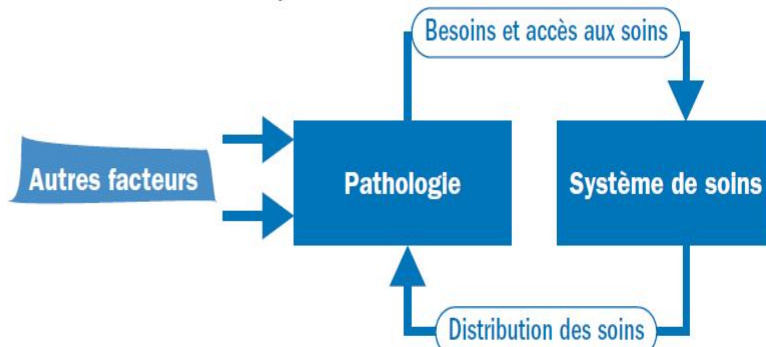 Besoins et accès aux soins
Autres facteurs
Pathologie
Système de soins
Distribution des soins